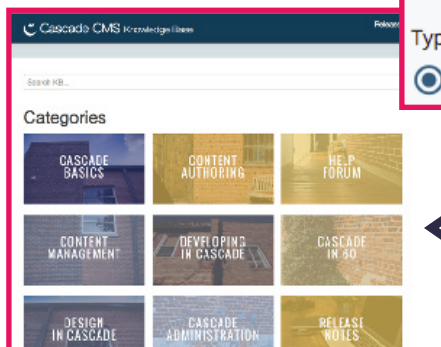 Cascade CMS Knowledge Base
Release
Typ
Search KB...
Categories
CASCADE
BASICS
CONTENT
AUTHORING
HELP
FORUM
CONTENT
MANAGEMENT
DEVELOPING
IN CASCADE
CASCADE
IN 60
DESIGN
IN CASCADE
CASCADE
ADMINISTRATION
RELEASE
NOTES